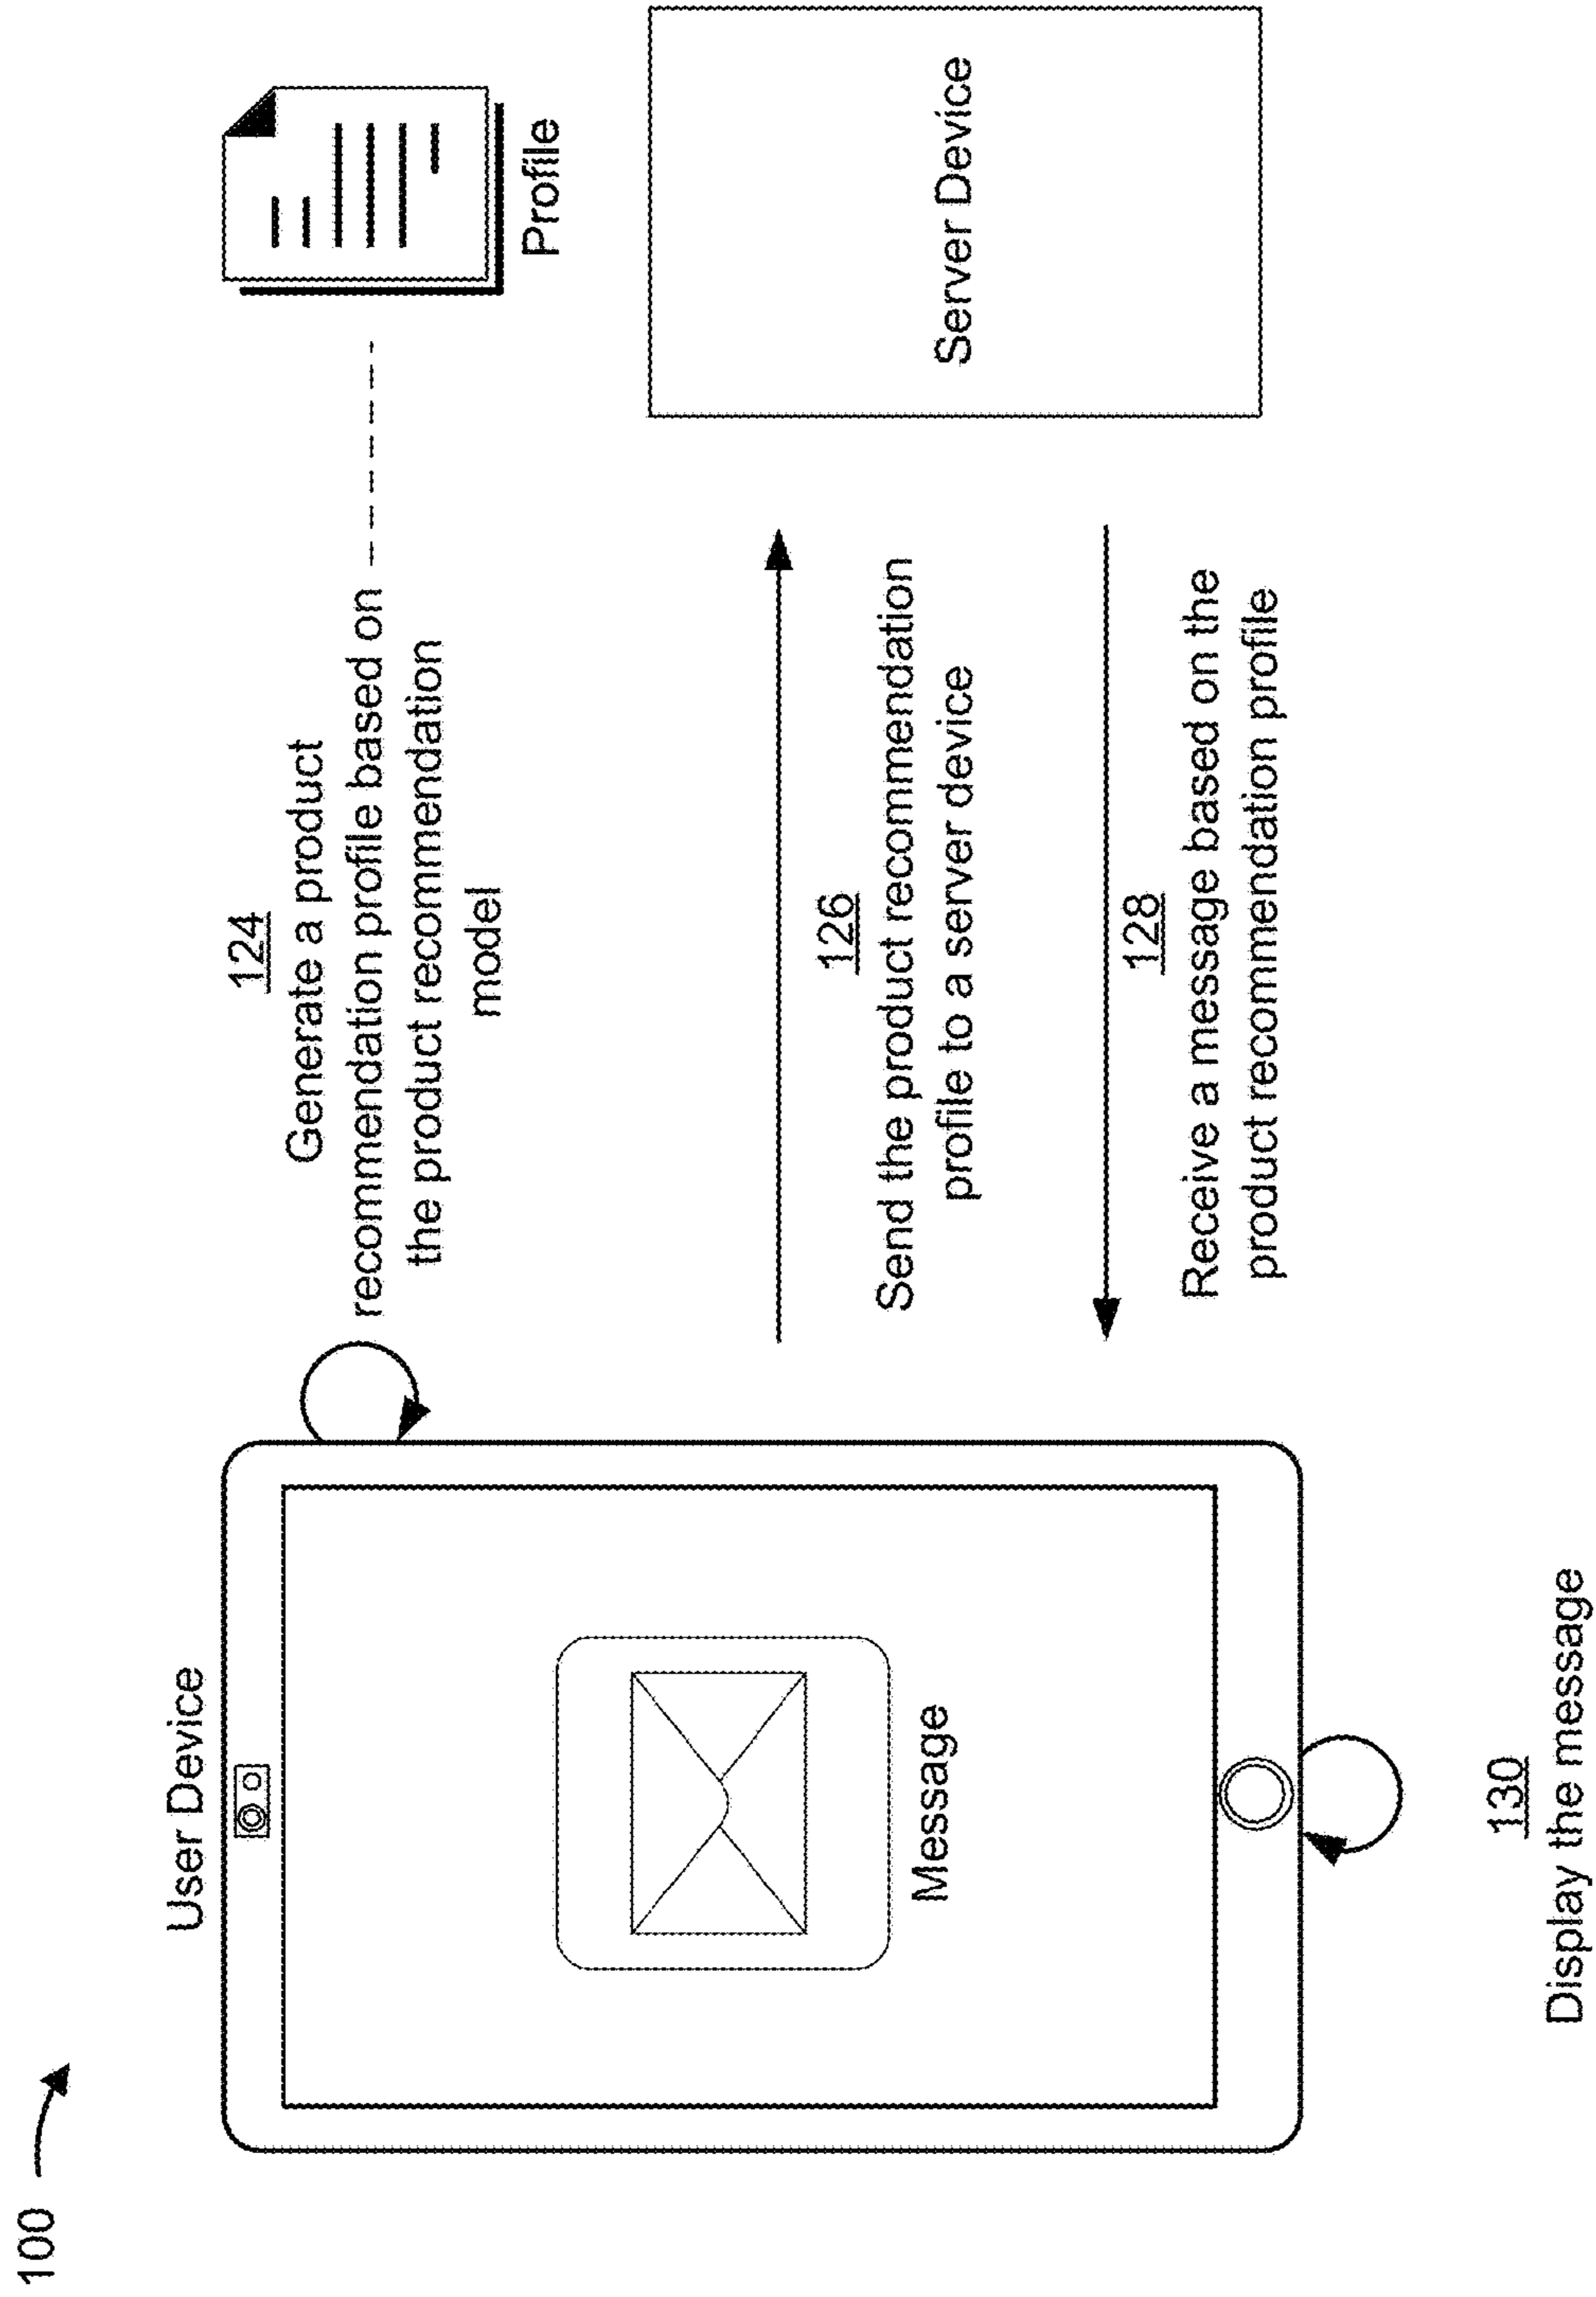 100
User Device
Message
130
Display the message
124
Generate a product
recommendation profile based on
the product recommendation
model
Profile
126
Send the product recommendation
profile to a server device
128
Receive a message based on the
product recommendation profile
Server Device